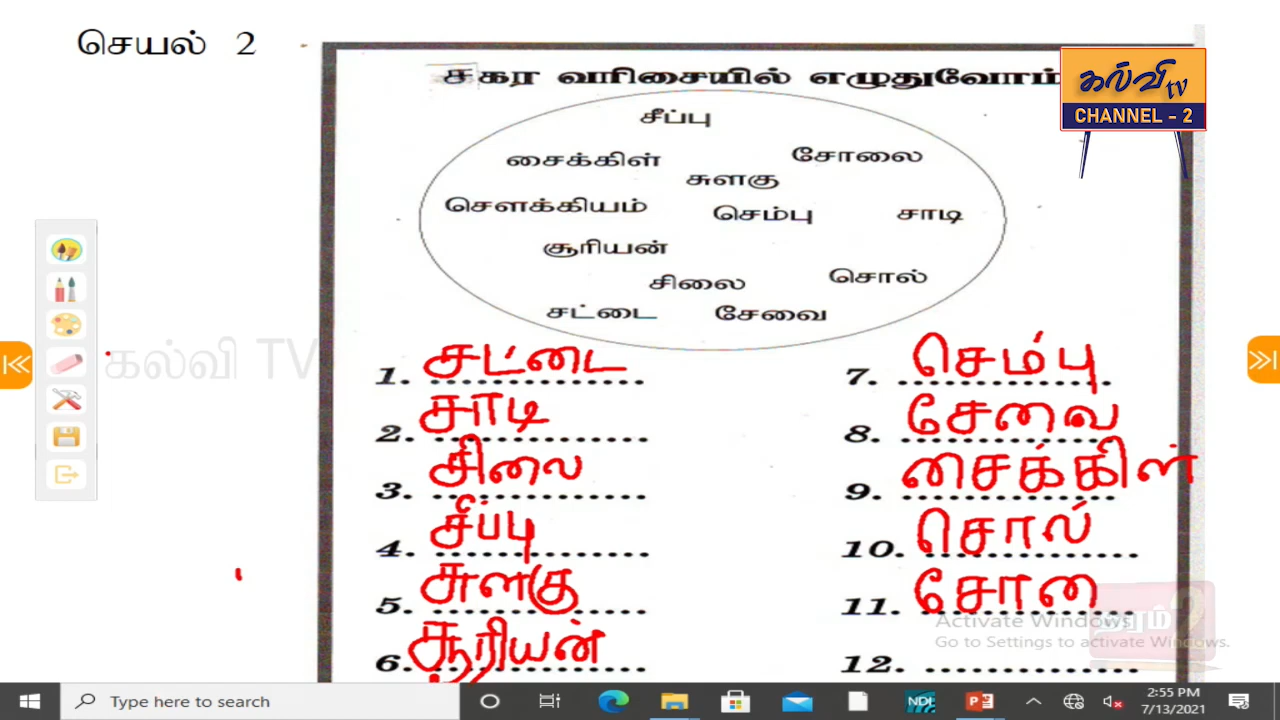 செயல் 2
சகர வரிசையில் எழுதுவோம்
கல்வி tv
CHANNEL - 2
சீப்பு
சைக்கிள் சோலை
சுளகு
சௌக்கியம் செம்பு சாடி
சூரியன்
சிலை சொல்
சட்டை சேவை
கல்வி TV
1. சட்டை
2. சாடி
3. சிலை
4. சீப்பு
5. சுளகு
6. சூரியன்
7. செம்பு
8. சேவை
9. சைக்கிள்
10. சொல்
11. சோலை
12.
Activate Windows
Go to Settings to activate Windows.
Type here to search
NDL
2:55 PM
7/13/2021